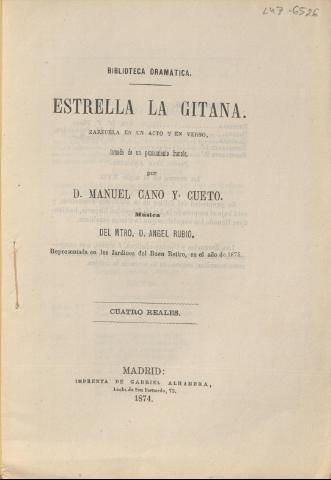 447-6526
BIBLIOTECA DRAMÁTICA.
ESTRELLA LA GITANA.
ZARZUELA EN UN ACTO Y EN VERSO,
tomada de un pensamiento francés,
por
D. MANUEL CANO Y CUETO.
Música
DEL MTRO. D. ANGEL RUBIO.
Representada en los Jardines del Buen Retiro, en el año de 1873.
CUATRO REALES.
MADRID:
IMPRENTA DE GABRIEL ALHAMBRA,
Ancha de San Bernardo, 73.
1874.